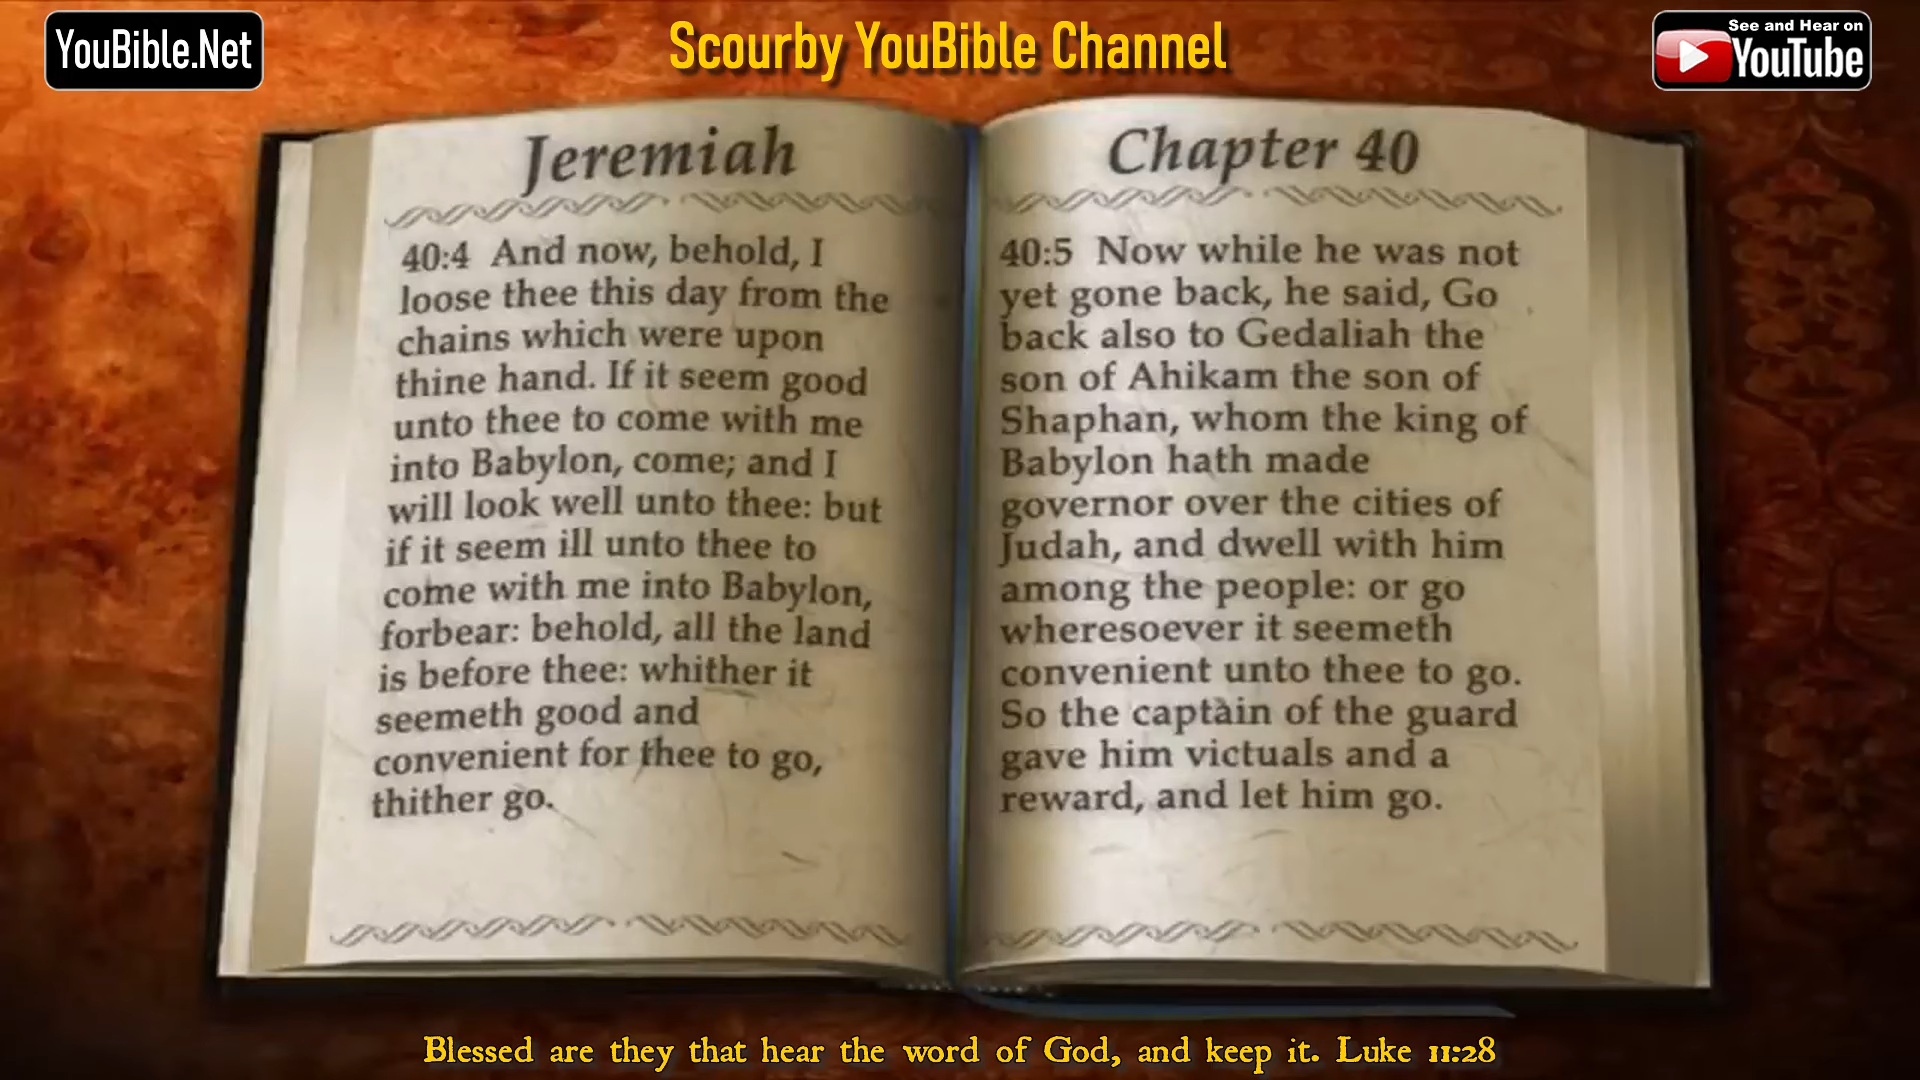 YouBible.Net
Scourby YouBible Channel
See and Hear on
YouTube
Jeremiah
40:4 And now, behold, I
loose thee this day from the
chains which were upon
thine hand. If it seem good
unto thee to come with me
into Babylon, come; and I
will look well unto thee: but
if it seem ill unto thee to
come with me into Babylon,
forbear: behold, all the land
is before thee: whither it
seemeth good and
convenient for thee to go,
thither go.
Chapter 40
40:5 Now while he was not
yet gone back, he said, Go
back also to Gedaliah the
son of Ahikam the son of
Shaphan, whom the king of
Babylon hath made
governor over the cities of
Judah, and dwell with him
among the people: or go
wheresoever it seemeth
convenient unto thee to go.
So the captain of the guard
gave him victuals and a
reward, and let him go.
Blessed are they that hear the word of God, and keep it. Luke 11:28